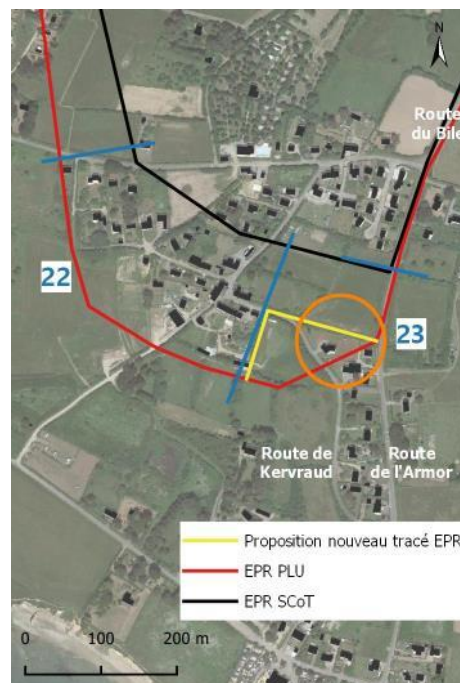 N
Route
du Bile
22
23
Route de
Kervraud
Route
de l'Armor
Proposition nouveau tracé EPR
EPR PLU
EPR SCoT
0 100 200 m